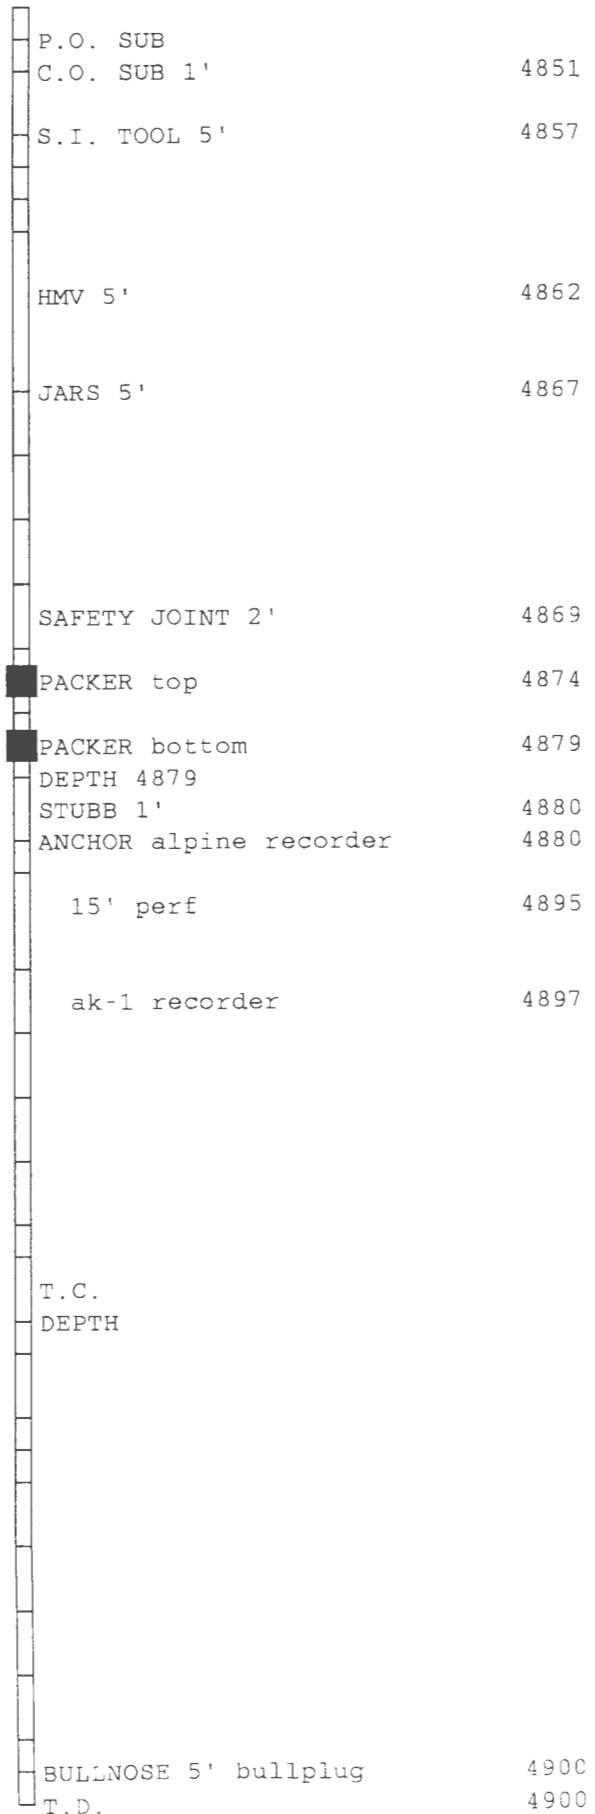 P.O. SUB
C.O. SUB 1' 4851
S.I. TOOL 5' 4857
HMV 5' 4862
JARS 5' 4867
SAFETY JOINT 2' 4869
PACKER top 4874
PACKER bottom 4879
DEPTH 4879
STUBB 1' 4880
ANCHOR alpine recorder 4880
15' perf 4895
ak-1 recorder 4897
T.C.
DEPTH
BULLNOSE 5' bullplug 4900
T.D. 4900